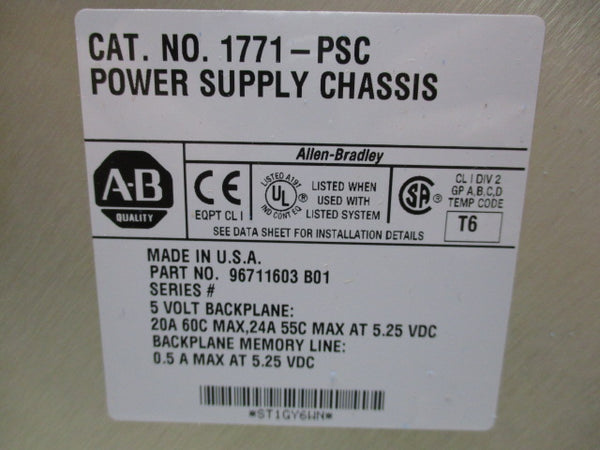 CAT. NO. 1771-PSC
POWER SUPPLY CHASSIS
Allen-Bradley
A-B
QUALITY
CE
EQPT CL I
LISTED A197
UL
IND CONT EQ
LISTED WHEN
USED WITH
LISTED SYSTEM
SA
CL I DIV 2
GP A,B,C,D
TEMP CODE
T6
SEE DATA SHEET FOR INSTALLATION DETAILS
MADE IN U.S.A.
PART NO. 96711603 B01
SERIES #
5 VOLT BACKPLANE:
20A 60C MAX,24A 55C MAX AT 5.25 VDC
BACKPLANE MEMORY LINE:
0.5 A MAX AT 5.25 VDC
*ST1GY6WN*